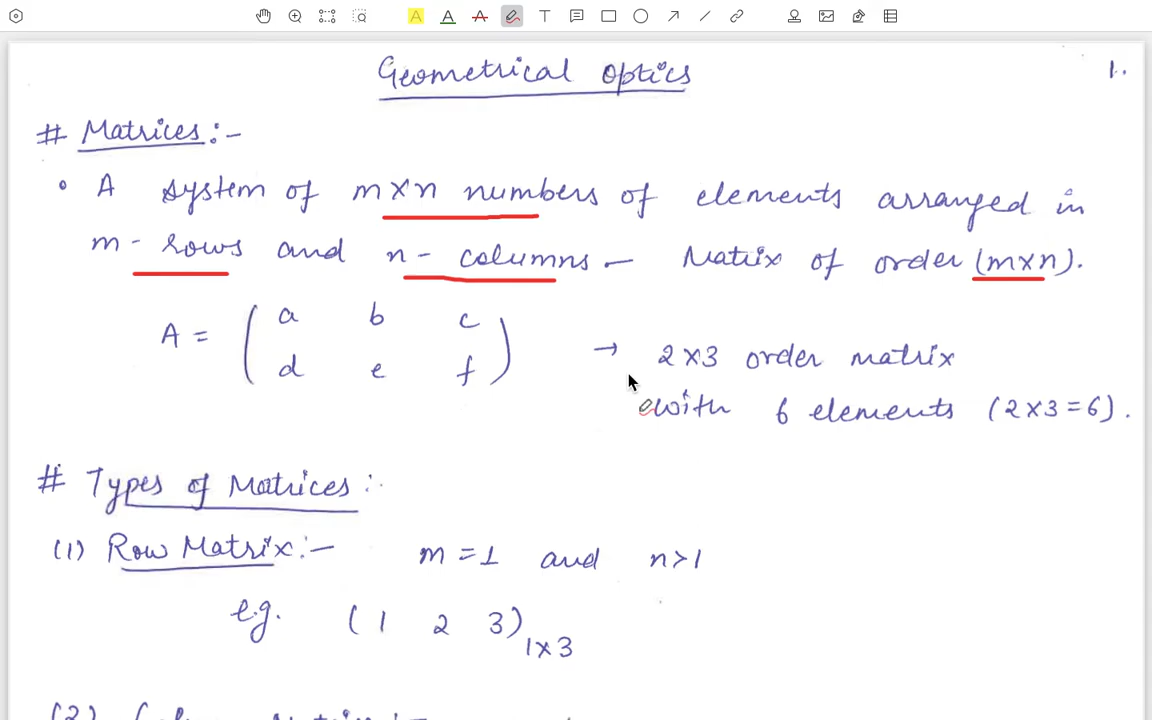 Geometrical Optics
1.
# Matrices:-
• A system of m×n numbers of elements arranged in
m - rows and n - columns - Matrix of order (m×n).
A = ( a b c
d e f )
→ 2×3 order matrix
with 6 elements (2×3=6).
# Types of Matrices:-
(1) Row Matrix:- m = 1 and n>1
e.g. ( 1 2 3)1×3
(2)